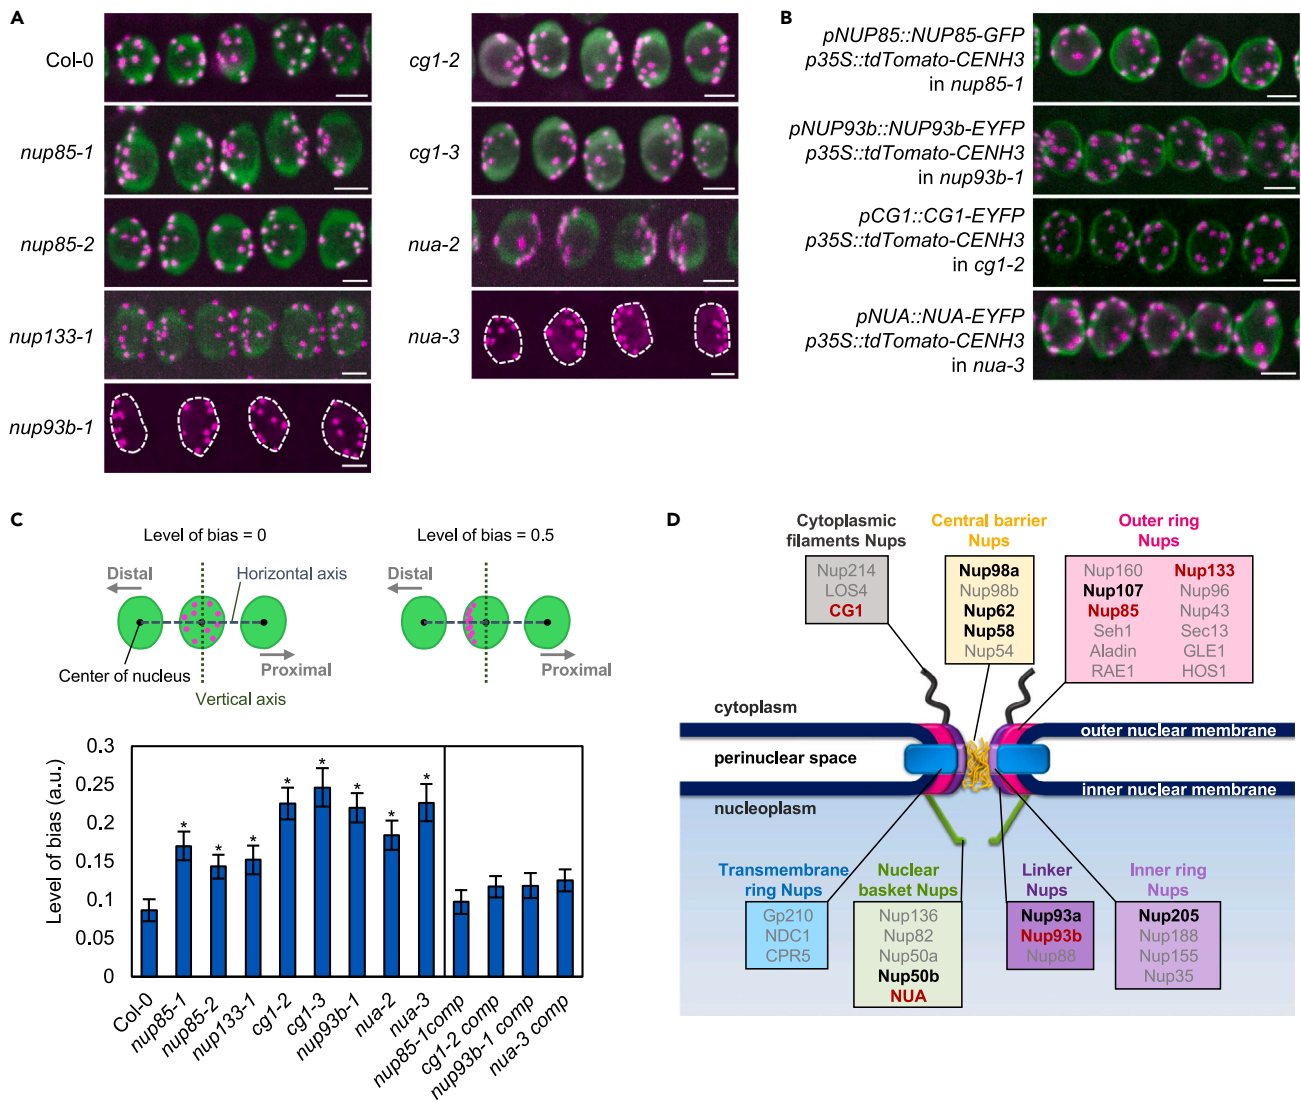 A
Col-0
nup85-1
nup85-2
nup133-1
nup93b-1
cg1-2
cg1-3
nua-2
nua-3
B
pNUP85::NUP85-GFP
p35S::tdTomato-CENH3
in nup85-1
pNUP93b::NUP93b-EYFP
p35S::tdTomato-CENH3
in nup93b-1
pCG1::CG1-EYFP
p35S::tdTomato-CENH3
in cg1-2
pNUA::NUA-EYFP
p35S::tdTomato-CENH3
in nua-3
C
Level of bias = 0
Distal
Horizontal axis
Proximal
Center of nucleus
Vertical axis
Level of bias = 0.5
Distal
Proximal
Level of bias (a.u.)
0.3
0.25
0.2
0.15
0.1
0.05
0
* * * * * * * *
Col-0
nup85-1
nup85-2
nup133-1
cg1-2
cg1-3
nup93b-1
nua-2
nua-3
nup85-1comp
cg1-2 comp
nup93b-1 comp
nua-3 comp
D
Cytoplasmic
filaments Nups
Nup214
LOS4
CG1
Central barrier
Nups
Nup98a
Nup98b
Nup62
Nup58
Nup54
Outer ring
Nups
Nup160 Nup133
Nup107 Nup96
Nup85 Nup43
Seh1 Sec13
Aladin GLE1
RAE1 HOS1
cytoplasm
outer nuclear membrane
perinuclear space
inner nuclear membrane
nucleoplasm
Transmembrane
ring Nups
Gp210
NDC1
CPR5
Nuclear
basket Nups
Nup136
Nup82
Nup50a
Nup50b
NUA
Linker
Nups
Nup93a
Nup93b
Nup88
Inner ring
Nups
Nup205
Nup188
Nup155
Nup35